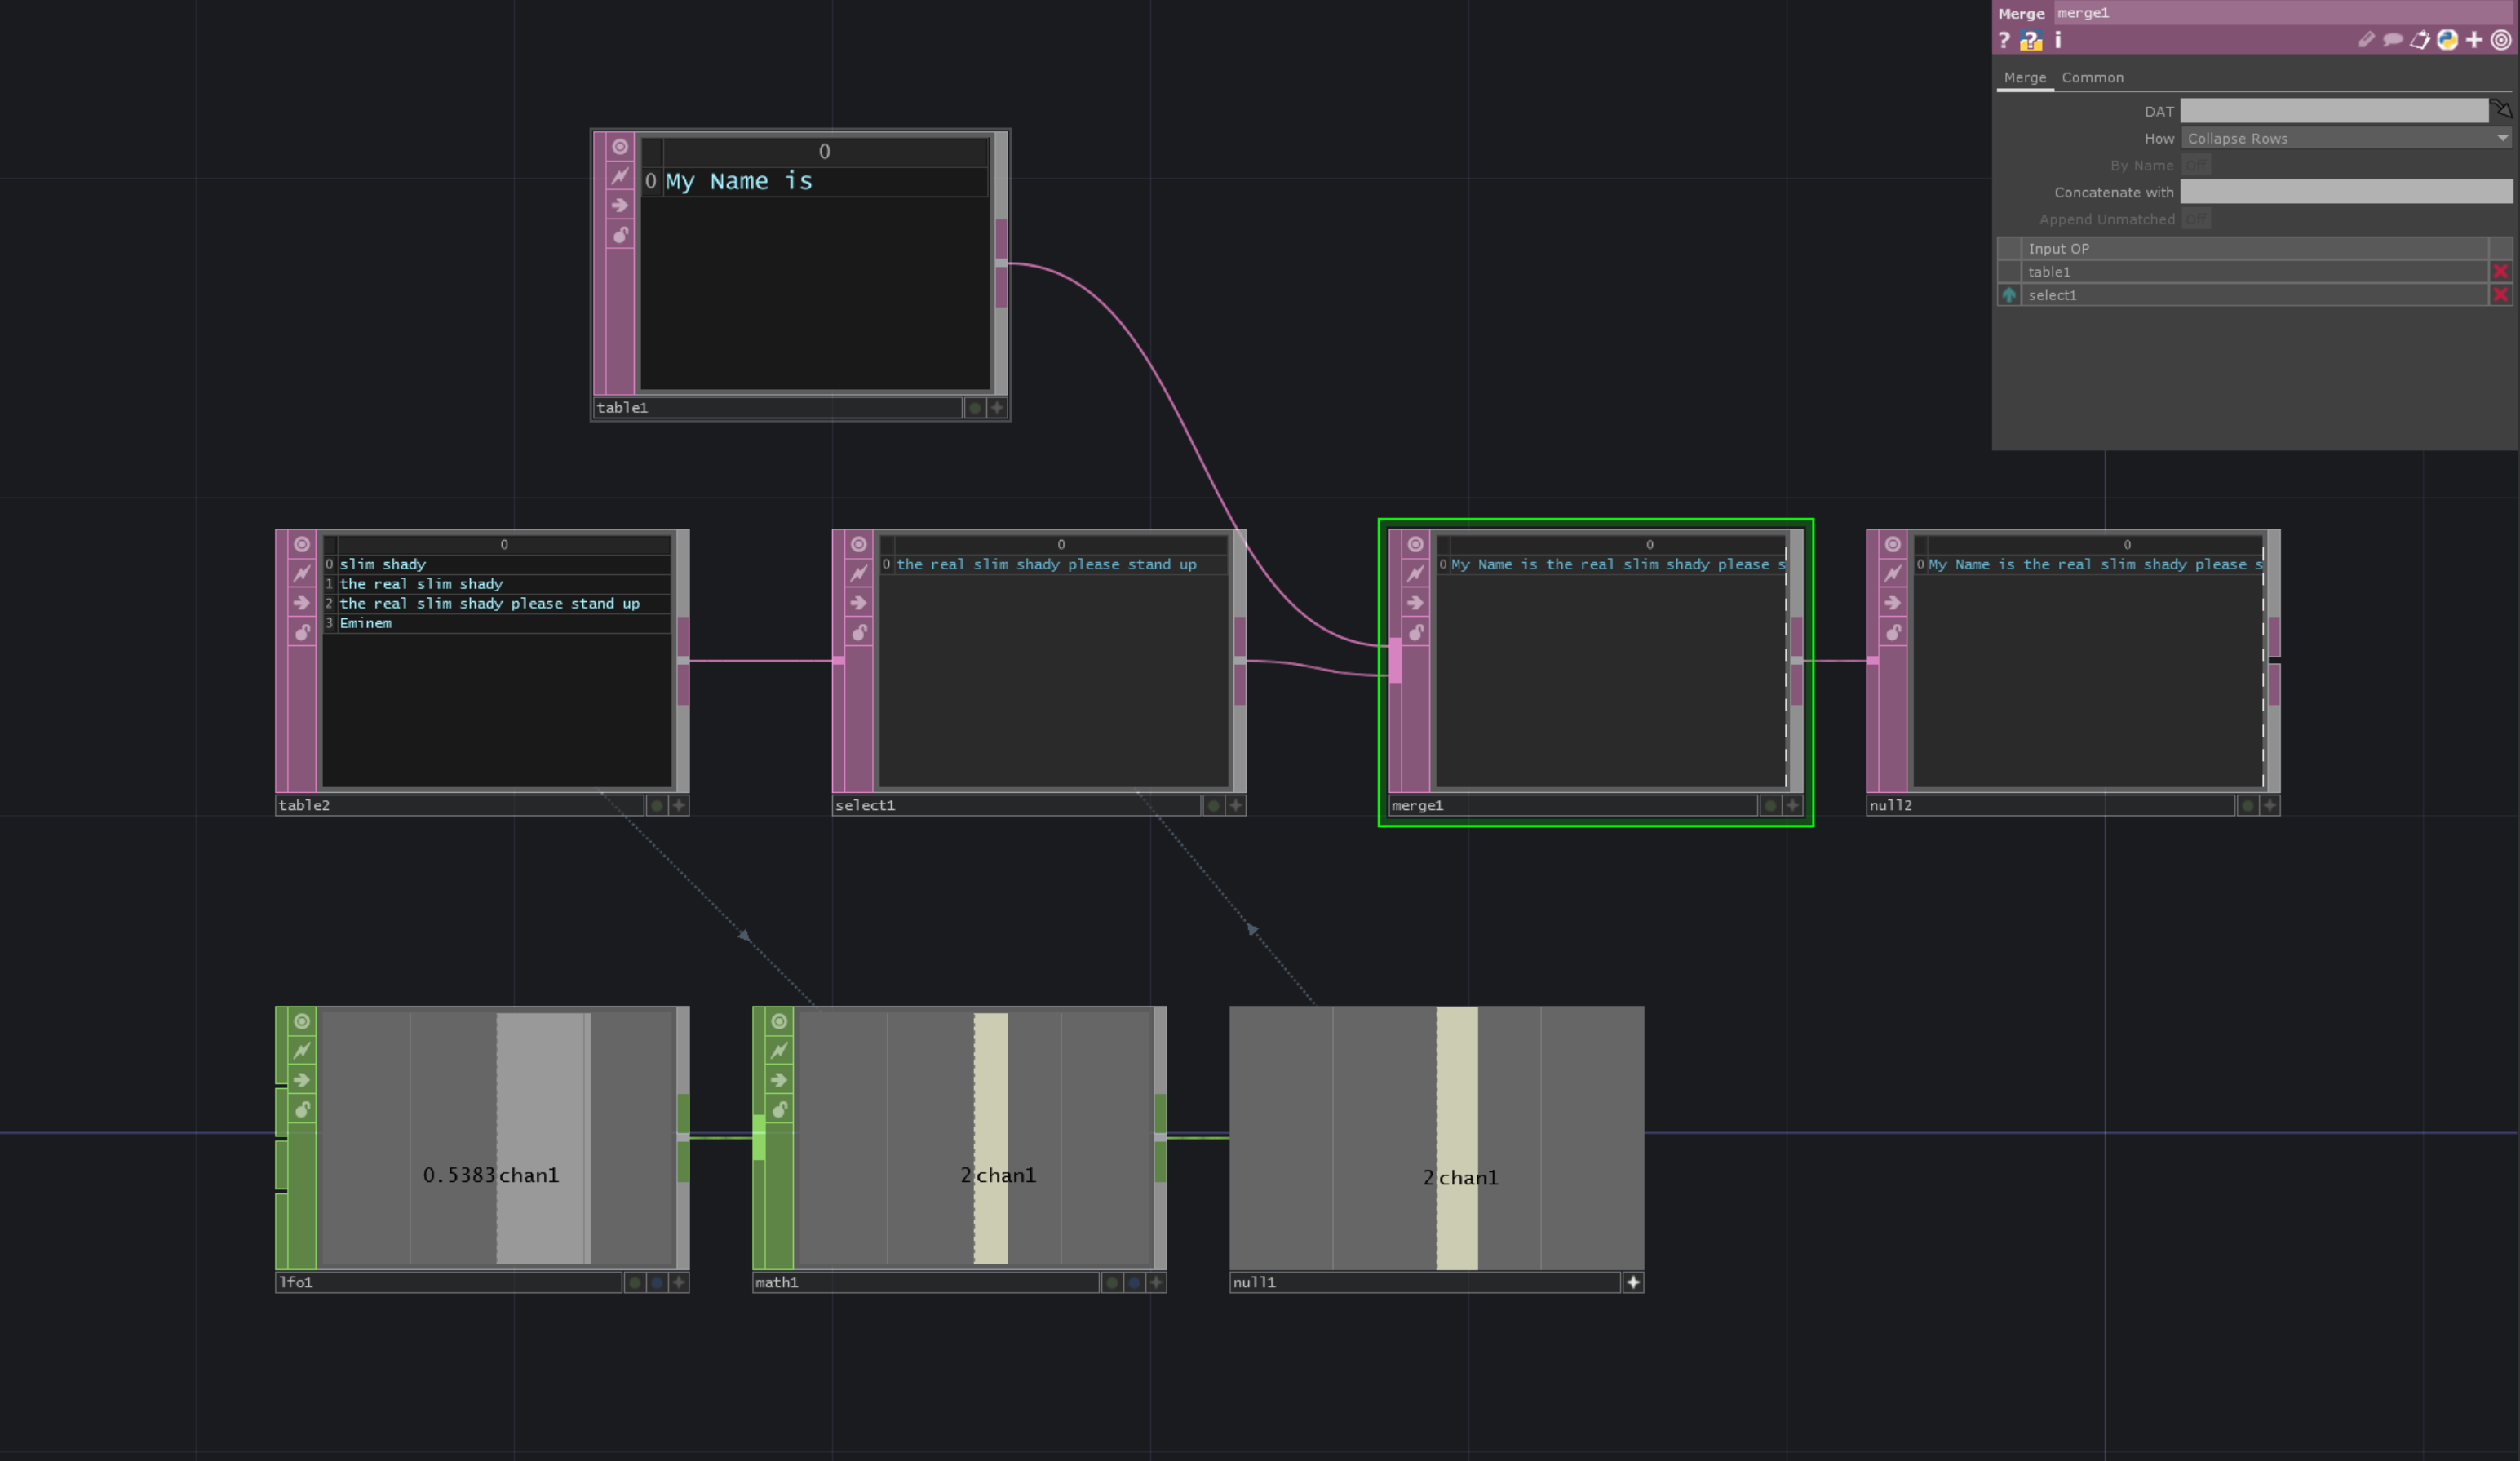 Merge merge1
? ? i
Merge Common
DAT
How Collapse Rows
By Name Off
Concatenate with
Append Unmatched Off
Input OP
table1
select1
0
0 My Name is
table1
0
0 slim shady
1 the real slim shady
2 the real slim shady please stand up
3 Eminem
table2
0
0 the real slim shady please stand up
select1
0
0 My Name is the real slim shady please s
merge1
0
0 My Name is the real slim shady please s
null2
0.5383 chan1
lfo1
2 chan1
math1
2 chan1
null1